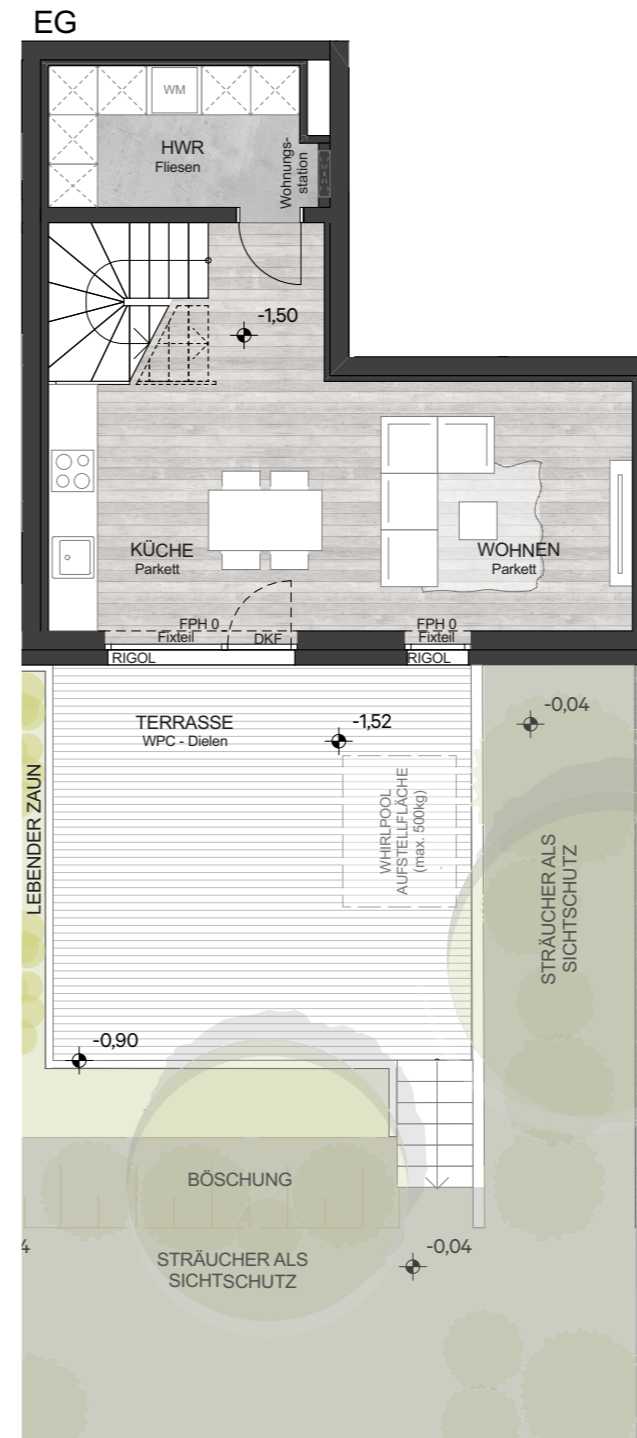 EG
WM
HWR
Fliesen
Wohnungs-
station
-1,50
KÜCHE
Parkett
WOHNEN
Parkett
FPH 0
Fixteil
DKF
FPH 0
Fixteil
RIGOL
RIGOL
TERRASSE
WPC - Dielen
-1,52
-0,04
LEBENDER ZAUN
WHIRLPOOL
AUFSTELLFLÄCHE
(max. 500kg)
STRÄUCHER ALS
SICHTSCHUTZ
-0,90
BÖSCHUNG
4
STRÄUCHER ALS
SICHTSCHUTZ
-0,04